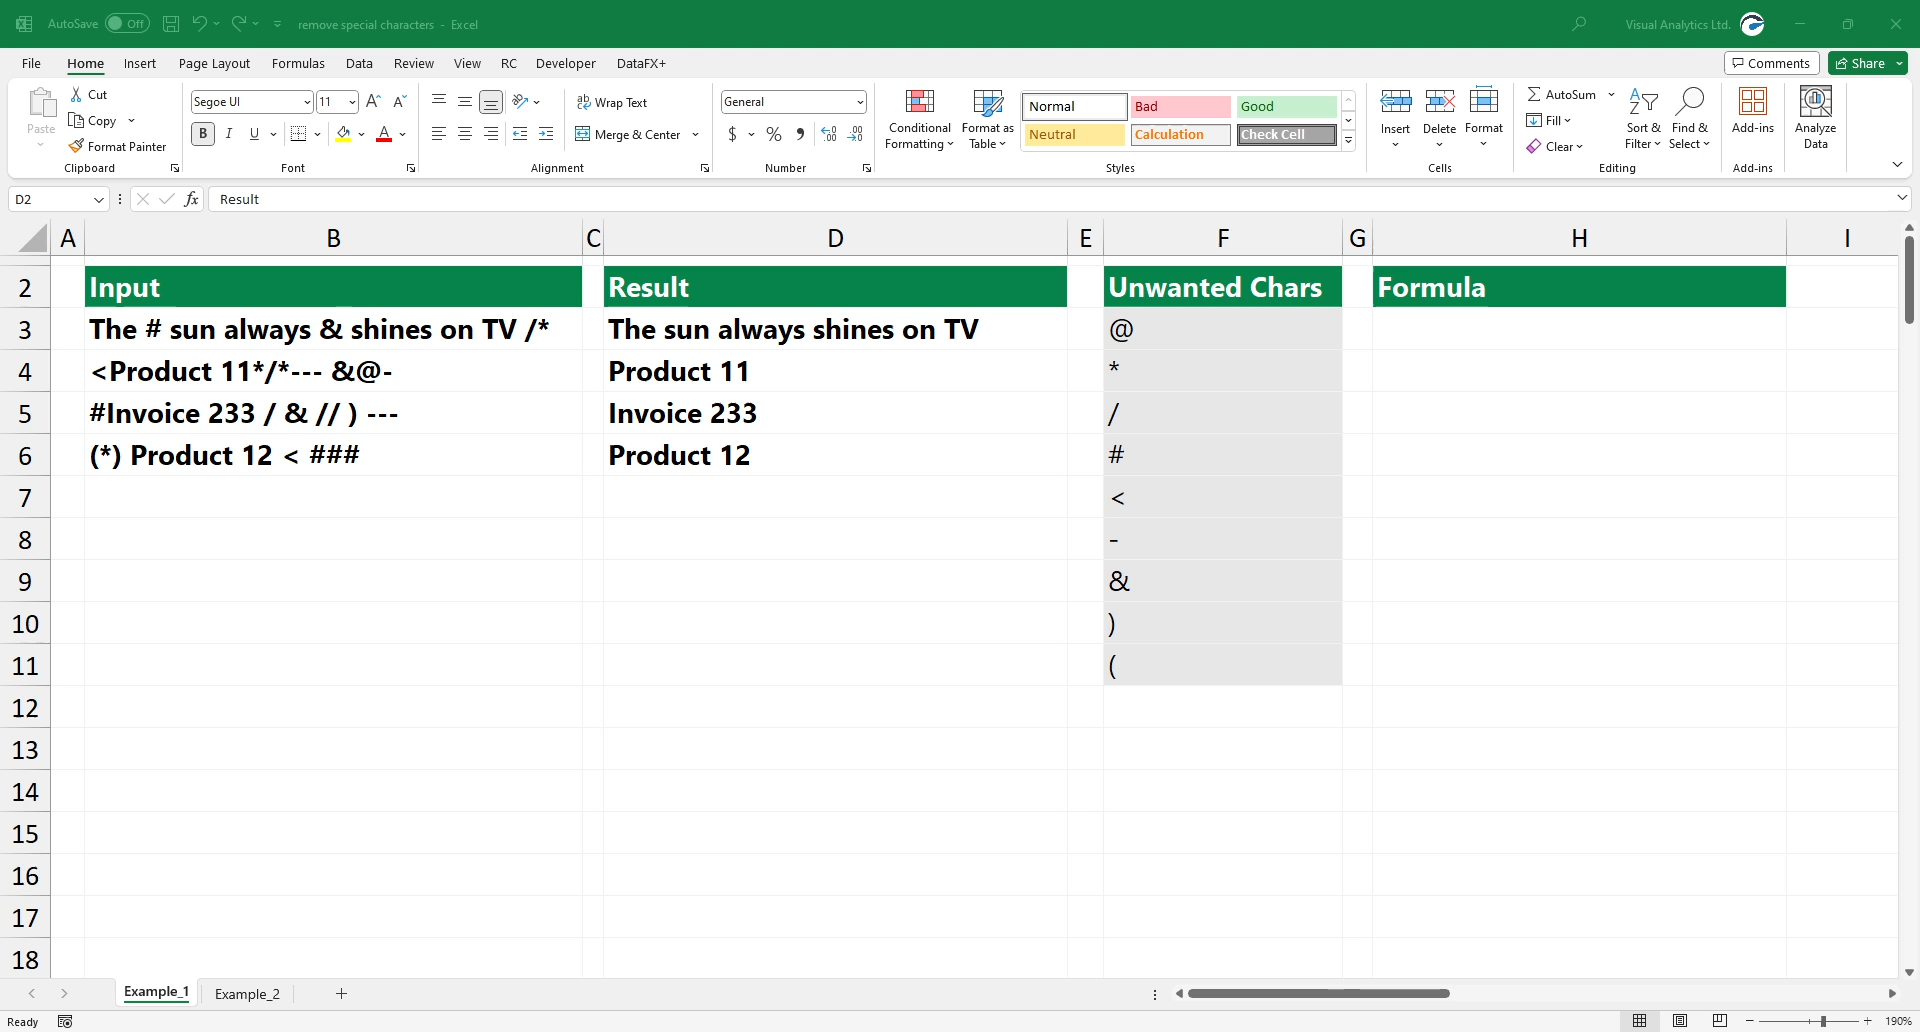 AutoSave Off remove special characters - Excel Visual Analytics Ltd.
File Home Insert Page Layout Formulas Data Review View RC Developer DataFX+ Comments Share
Paste
Cut
Copy
Format Painter
Clipboard
Segoe UI 11
B I U
Font
Wrap Text
Merge & Center
Alignment
General
$ % ,
Number
Conditional Formatting
Format as Table
Normal Bad Good
Neutral Calculation Check Cell
Styles
Insert Delete Format
Cells
AutoSum
Fill
Clear
Sort & Filter
Find & Select
Editing
Add-ins
Add-ins
Analyze Data
D2 fx Result
A B C D E F G H I
2 Input Result Unwanted Chars Formula
3 The # sun always & shines on TV /* The sun always shines on TV @
4 <Product 11*/*--- &@- Product 11 *
5 #Invoice 233 / & // ) --- Invoice 233 /
6 (*) Product 12 < ### Product 12 #
7 <
8 -
9 &
10 )
11 (
12
13
14
15
16
17
18
Example_1 Example_2 +
Ready 190%